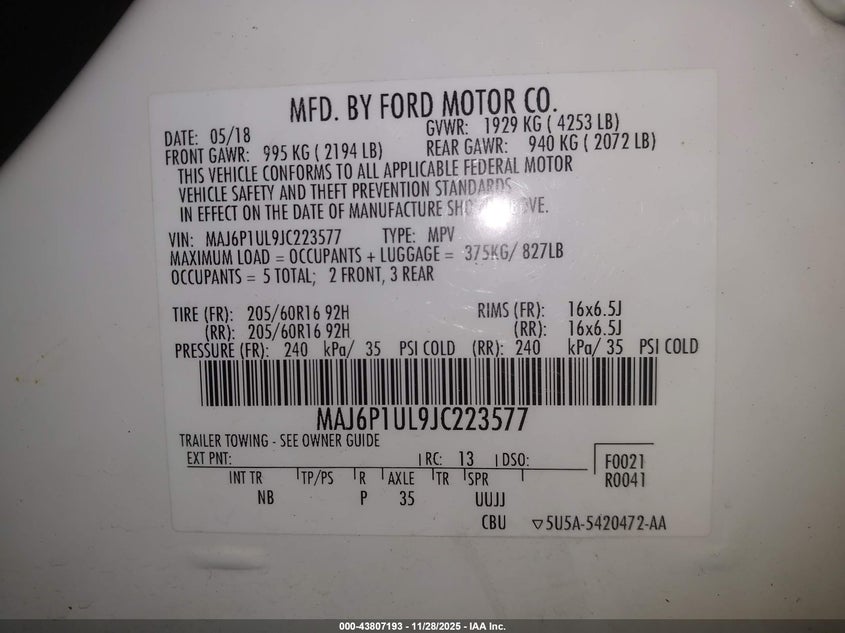 MFD. BY FORD MOTOR CO.
DATE: 05/18 GVWR: 1929 KG ( 4253 LB)
FRONT GAWR: 995 KG ( 2194 LB) REAR GAWR: 940 KG ( 2072 LB)
THIS VEHICLE CONFORMS TO ALL APPLICABLE FEDERAL MOTOR
VEHICLE SAFETY AND THEFT PREVENTION STANDARDS
IN EFFECT ON THE DATE OF MANUFACTURE
VIN: MAJ6P1UL9JC223577 TYPE: MPV
MAXIMUM LOAD = OCCUPANTS + LUGGAGE = 375KG/ 827LB
OCCUPANTS = 5 TOTAL; 2 FRONT, 3 REAR
TIRE (FR): 205/60R16 92H RIMS (FR): 16x6.5J
(RR): 205/60R16 92H (RR): 16x6.5J
PRESSURE (FR): 240 kPa/ 35 PSI COLD (RR): 240 kPa/ 35 PSI COLD
MAJ6P1UL9JC223577
TRAILER TOWING - SEE OWNER GUIDE
EXT PNT: RC: 13 DSO: F0021
R0041
INT TR TP/PS R AXLE TR SPR
NB P 35 UUJJ
CBU ▽5U5A-5420472-AA
000-43807193 - 11/28/2025 - IAA Inc.